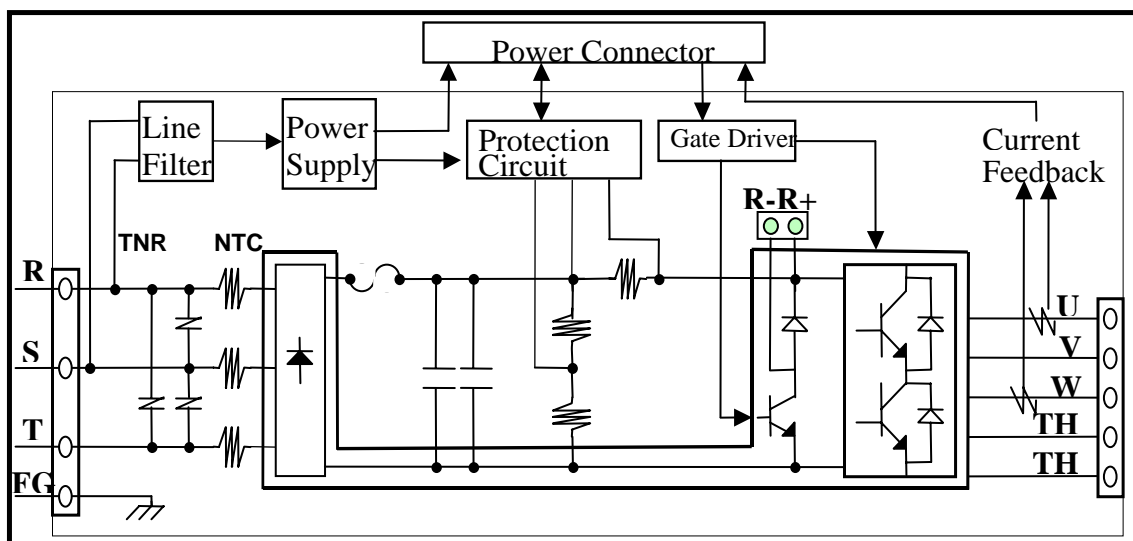 Power Connector
Line
Filter
Power
Supply
Protection
Circuit
Gate Driver
Current
Feedback
R-R+
TNR
NTC
R
S
T
FG
U
V
W
TH
TH